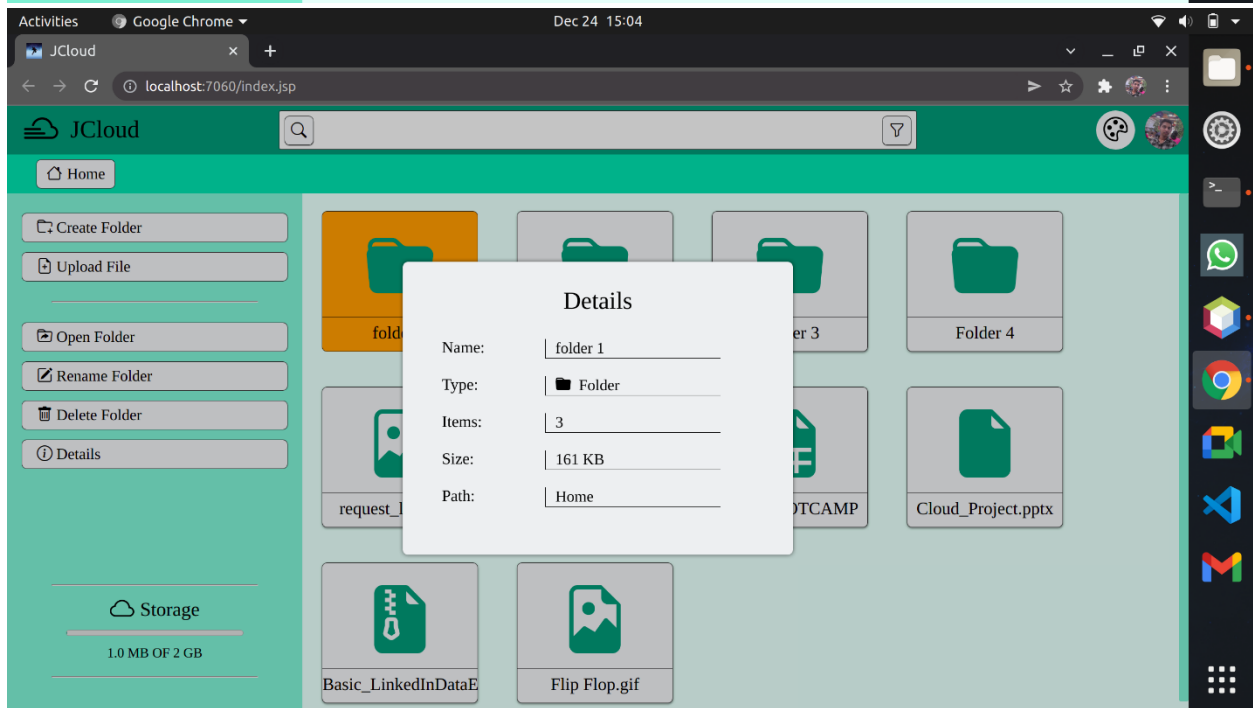 Activities Google Chrome Dec 24 15:04
JCloud
localhost:7060/index.jsp
JCloud
Home
Create Folder
Upload File
Open Folder
Rename Folder
Delete Folder
Details
Storage
1.0 MB OF 2 GB
er 3
Folder 4
Details
Name: folder 1
Type: Folder
Items: 3
Size: 161 KB
Path: Home
request_
OTCAMP
Cloud_Project.pptx
Basic_LinkedInDataE
Flip Flop.gif